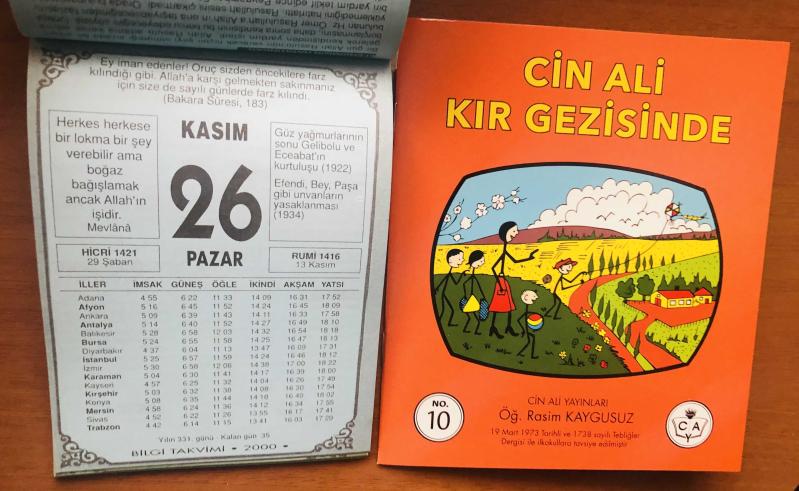 Ey iman edenler! Oruç sizden öncekilere farz
kılındığı gibi. Allah'a karşı gelmekten sakınmanız
için size de sayılı günlerde farz kılındı.
(Bakara Sûresi, 183)
Herkes herkese
bir lokma bir şey
verebilir ama
boğaz
bağışlamak
ancak Allah'ın
işidir.
Mevlânâ
KASIM
26
PAZAR
Güz yağmurlarının
sonu Gelibolu ve
Eceabat'ın
kurtuluşu (1922)
Efendi, Bey, Paşa
gibi unvanların
yasaklanması
(1934)
HİCRİ 1421
29 Şaban
RUMİ 1416
13 Kasım
İLLER İMSAK GÜNEŞ ÖĞLE İKİNDİ AKŞAM YATSI
Adana 4 55 6 22 11 33 14 09 16 31 17 52
Afyon 5 16 6 45 11 52 14 24 16 45 18 09
Ankara 5 09 6 39 11 43 14 11 16 33 17 58
Antalya 5 14 6 40 11 52 14 27 16 49 18 10
Balıkesir 5 28 6 58 12 03 14 32 16 54 18 18
Bursa 5 24 6 55 11 58 14 25 16 47 18 13
Diyarbakır 4 37 6 04 11 13 13 47 16 09 17 31
İstanbul 5 25 6 57 11 59 14 24 16 46 18 12
İzmir 5 30 6 58 12 06 14 38 17 00 18 22
Karaman 5 04 6 30 11 41 14 17 16 39 18 00
Kayseri 4 57 6 25 11 32 14 04 16 26 17 49
Kırşehir 5 03 6 32 11 38 14 08 16 30 17 54
Konya 5 08 6 35 11 44 14 18 16 40 18 02
Mersin 4 58 6 24 11 36 14 12 16 34 17 55
Sivas 4 52 6 22 11 26 13 55 16 17 17 41
Trabzon 4 42 6 14 11 15 13 41 16 03 17 29
Yılın 331. günü - Kalan gün 35
BİLGİ TAKVİMİ • 2000 •
CİN ALİ
KIR GEZİSİNDE
NO.
10
CİN ALİ YAYINLARI
Öğ. Rasim KAYGUSUZ
19 Mart 1973 Tarihli ve 1738 sayılı Tebliğler
Dergisi ile ilkokullara tavsiye edilmiştir
C A
Y